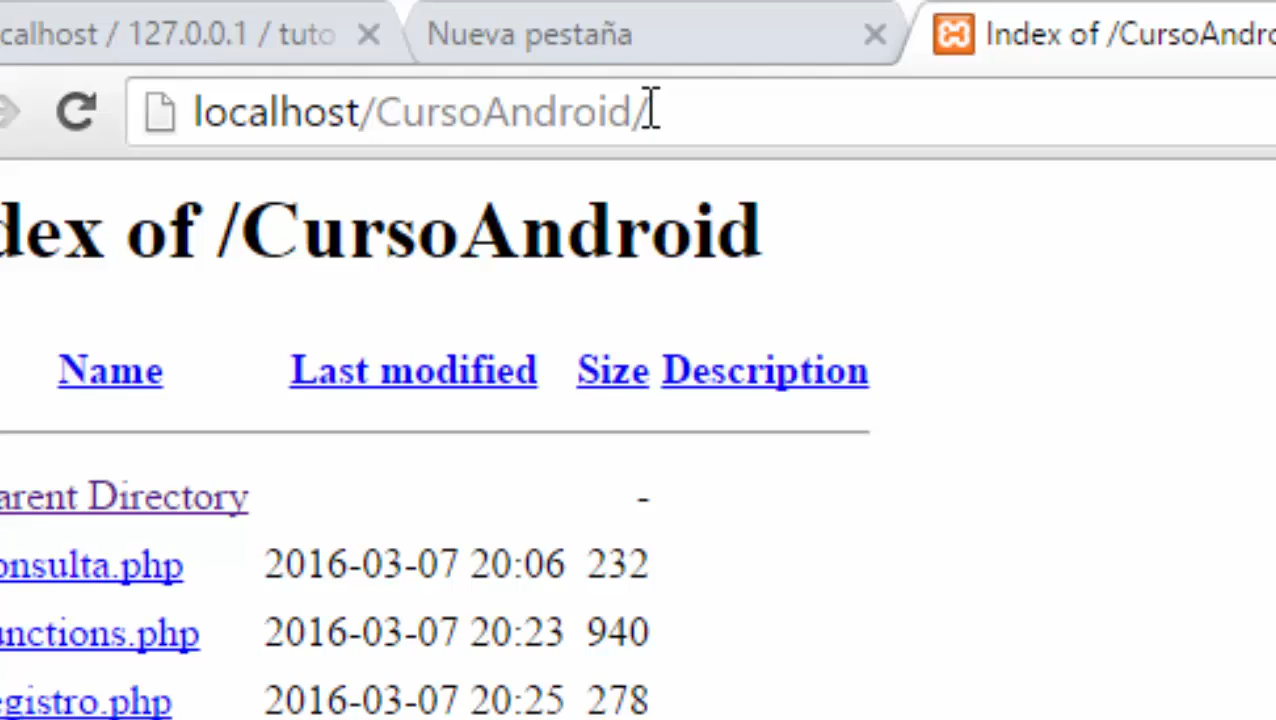 calhost / 127.0.0.1 / tuto Nueva pestaña Index of /CursoAndro
localhost/CursoAndroid/
dex of /CursoAndroid
Name Last modified Size Description
arent Directory -
onsulta.php 2016-03-07 20:06 232
unctions.php 2016-03-07 20:23 940
egistro.php 2016-03-07 20:25 278